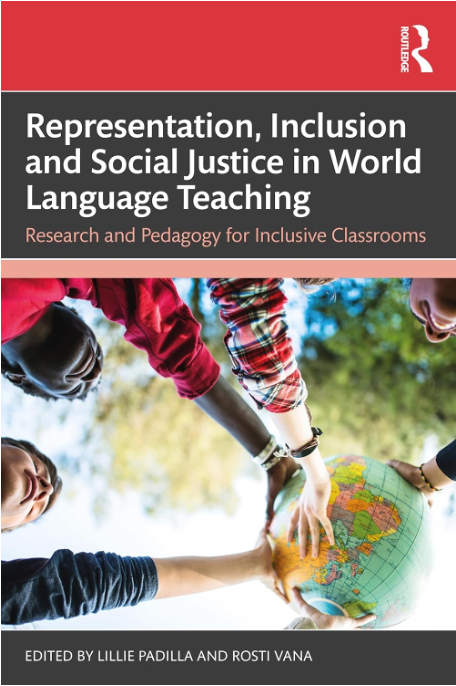 ROUTLEDGE
Representation, Inclusion
and Social Justice in World
Language Teaching
Research and Pedagogy for Inclusive Classrooms
EDITED BY LILLIE PADILLA AND ROSTI VANA